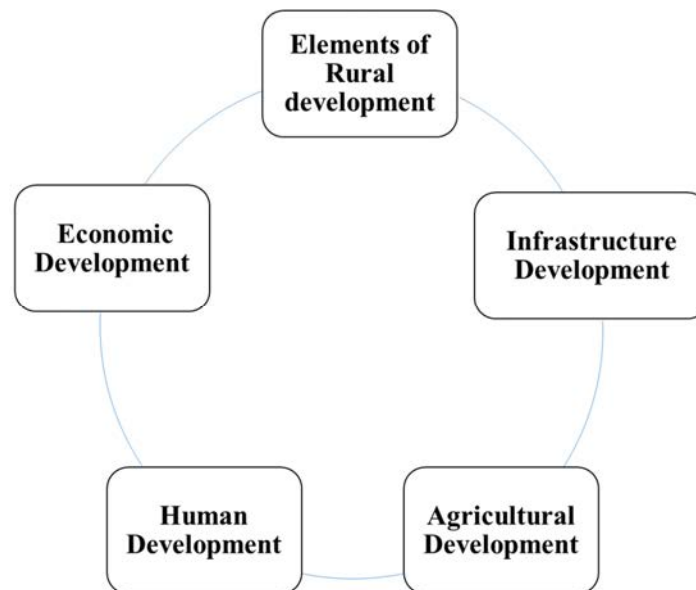 Elements of
Rural
development
Economic
Development
Infrastructure
Development
Human
Development
Agricultural
Development